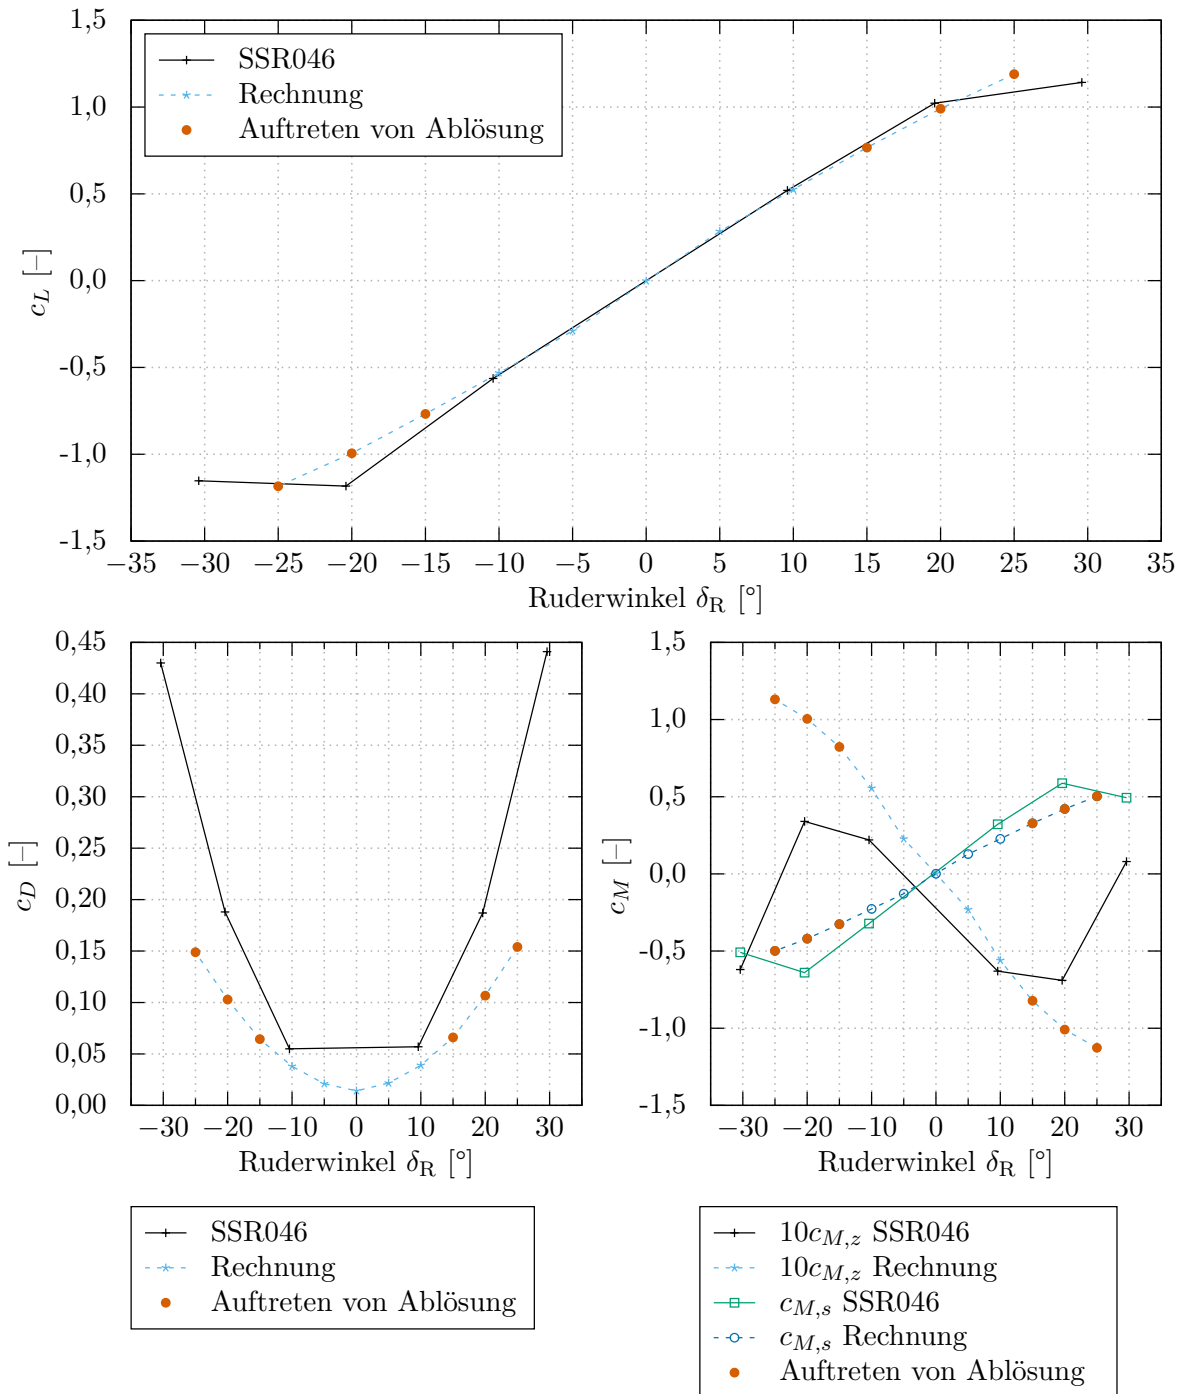 1,5
1,0
0,5
0,0
-0,5
-1,0
-1,5
c_L [–]
SSR046
Rechnung
Auftreten von Ablösung
−35 −30 −25 −20 −15 −10 −5 0 5 10 15 20 25 30 35
Ruderwinkel δ_R [°]
0,45
0,40
0,35
0,30
0,25
0,20
0,15
0,10
0,05
0,00
c_D [–]
−30 −20 −10 0 10 20 30
Ruderwinkel δ_R [°]
SSR046
Rechnung
Auftreten von Ablösung
1,5
1,0
0,5
0,0
-0,5
-1,0
-1,5
c_M [–]
−30 −20 −10 0 10 20 30
Ruderwinkel δ_R [°]
10c_{M,z} SSR046
10c_{M,z} Rechnung
c_{M,s} SSR046
c_{M,s} Rechnung
Auftreten von Ablösung